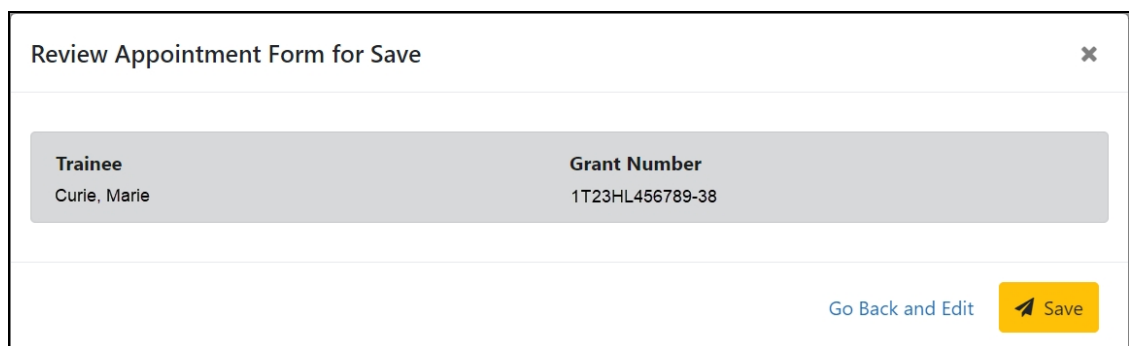 Review Appointment Form for Save
Trainee
Grant Number
Curie, Marie
1T23HL456789-38
Go Back and Edit
Save